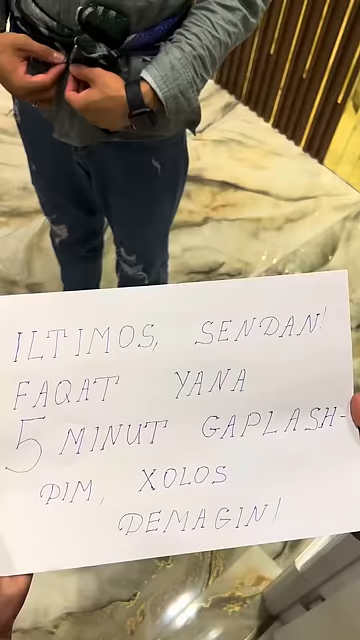 ILTIMOS, SENDAN!
FAQAT YANA
5 MINUT GAPLASH-
DIM, XOLOS
DEMAGIN!